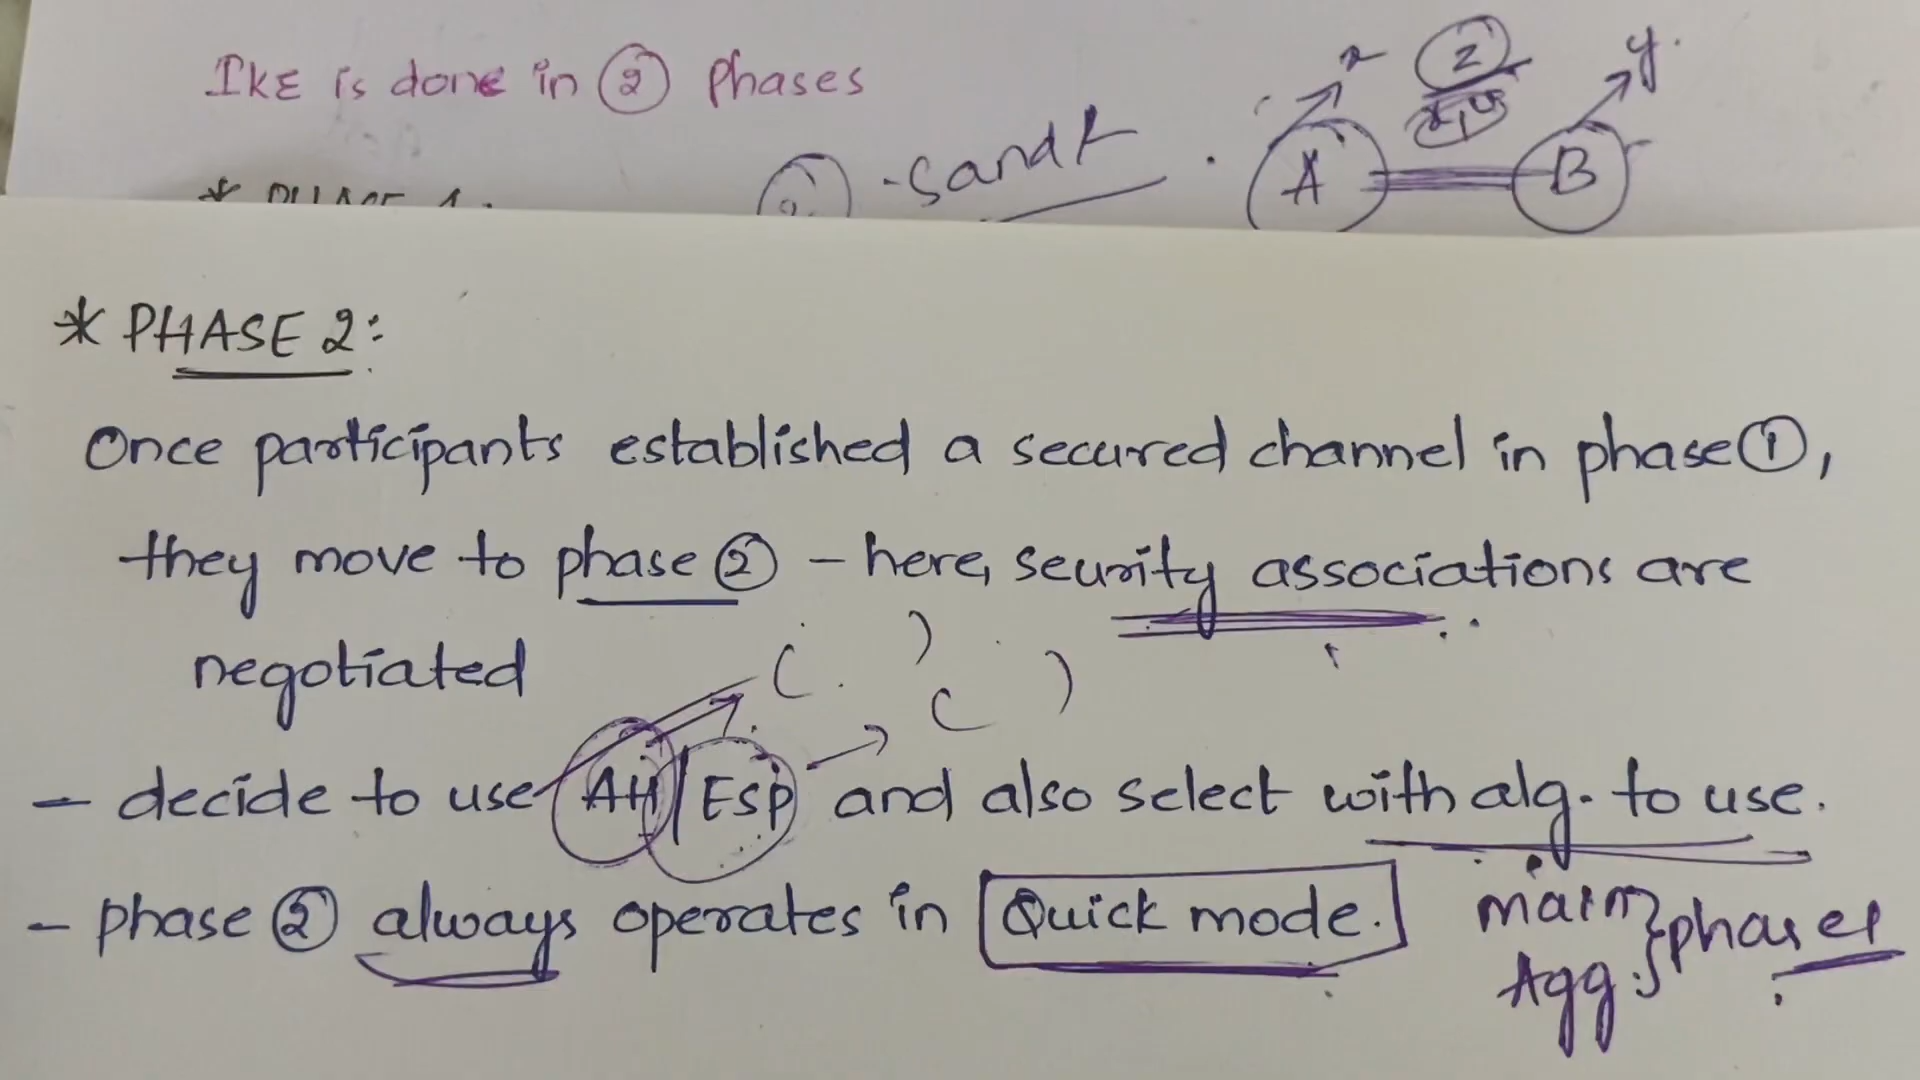 IKE is done in ② Phases
x
Z
x, y
y.
A
B
* PHASE 1:
2.
* PHASE 2:
Once participants established a secured channel in phase ①,
they move to phase ② – here, seurity associations are
negotiated
( )
( )
– decide to use AH/ESP and also select with alg. to use.
– phase ② always operates in Quick mode.
main
Agg.
} phase1